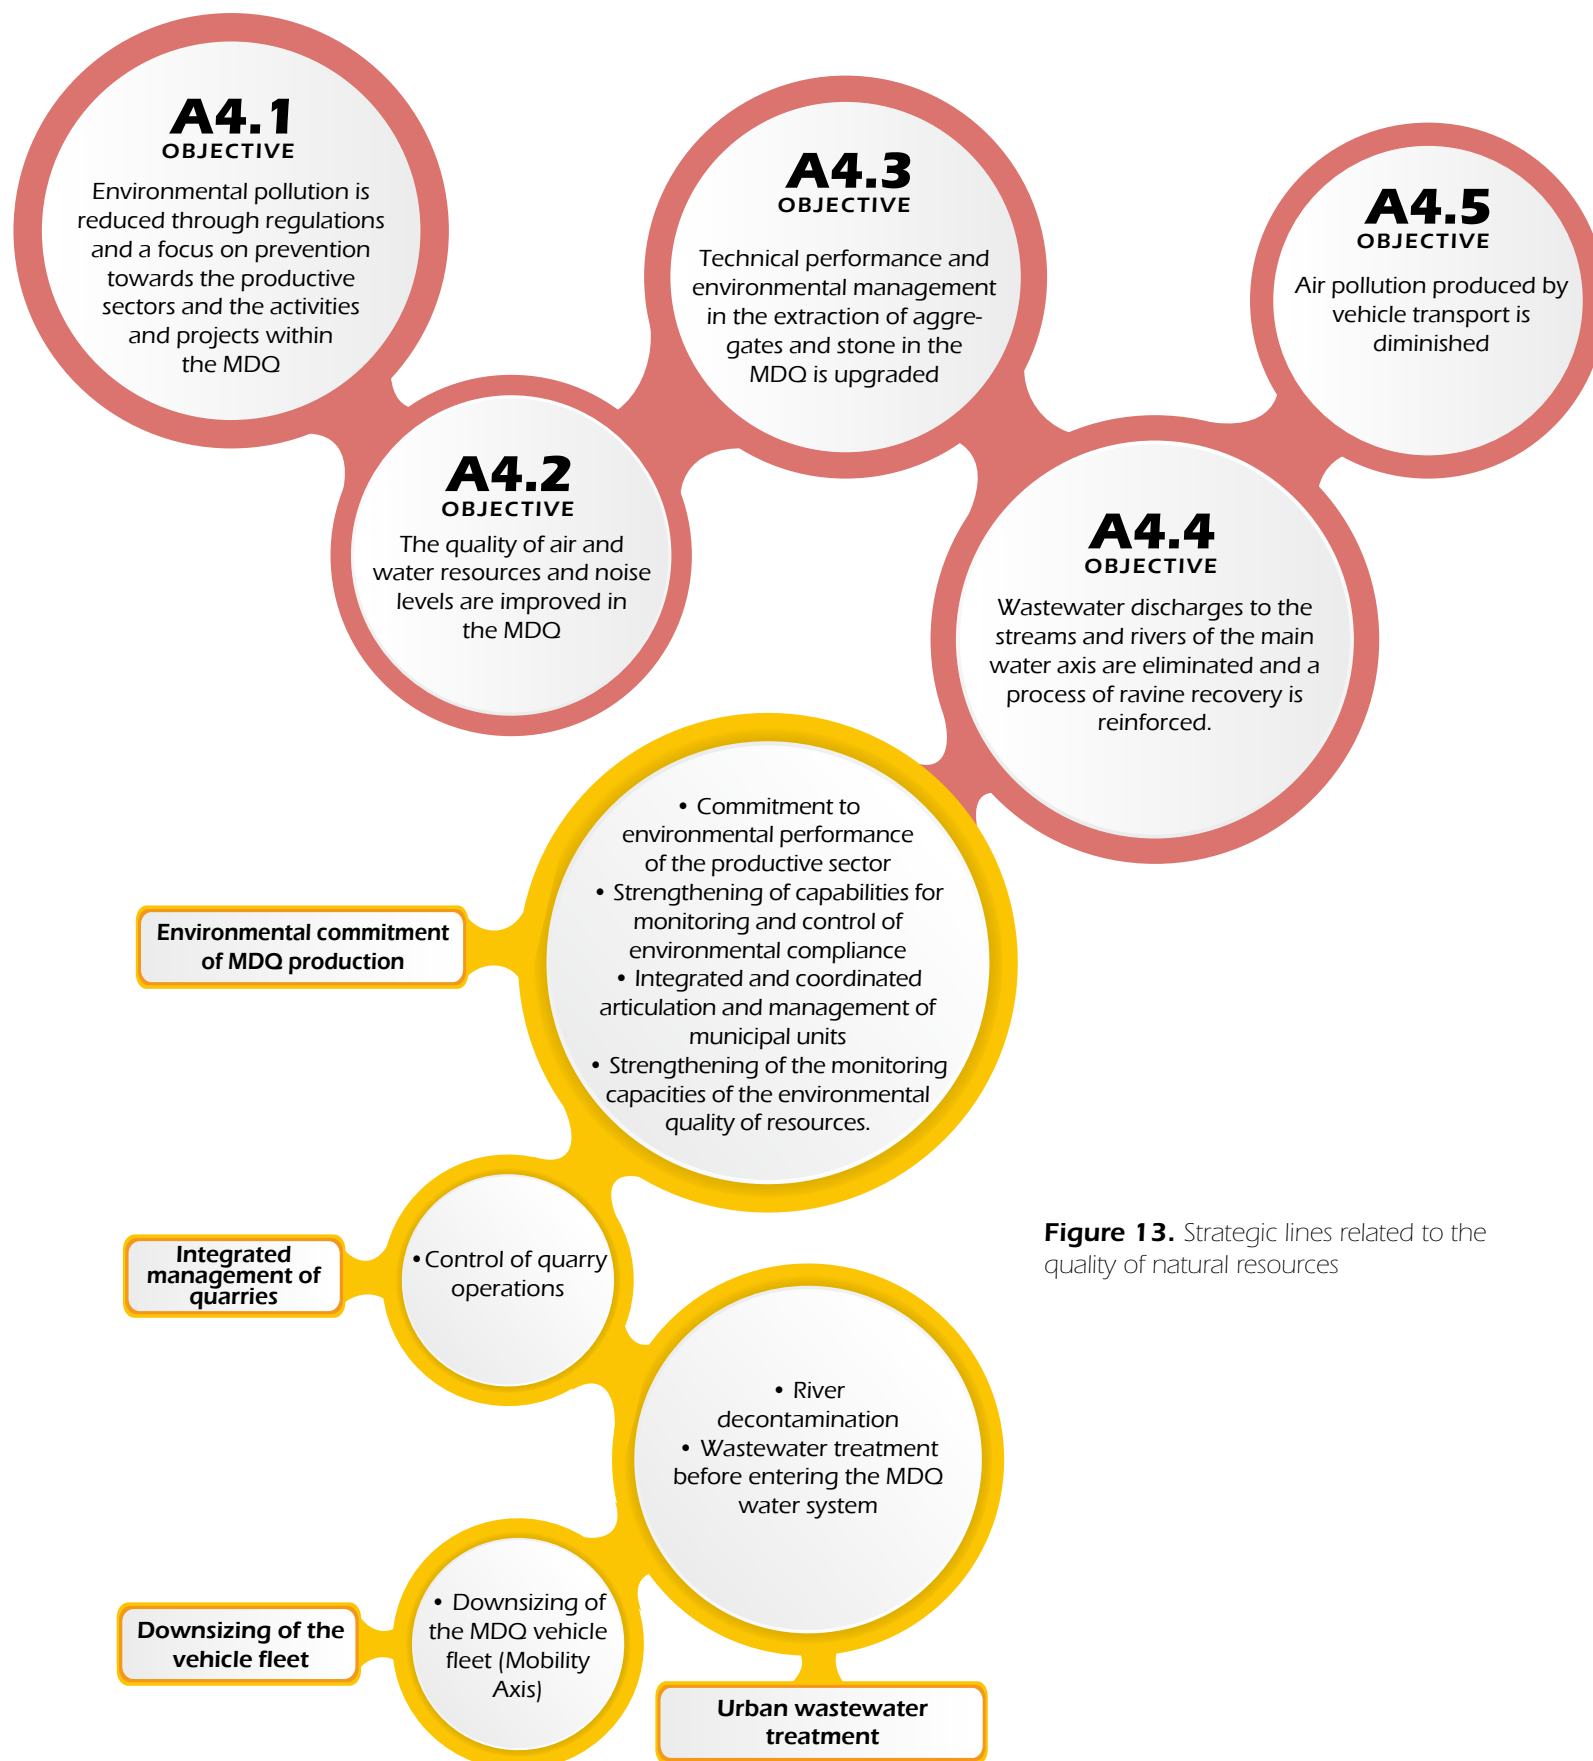 A4.1
OBJECTIVE
Environmental pollution is
reduced through regulations
and a focus on prevention
towards the productive
sectors and the activities
and projects within
the MDQ
A4.2
OBJECTIVE
The quality of air and
water resources and noise
levels are improved in
the MDQ
A4.3
OBJECTIVE
Technical performance and
environmental management
in the extraction of aggre-
gates and stone in the
MDQ is upgraded
A4.4
OBJECTIVE
Wastewater discharges to the
streams and rivers of the main
water axis are eliminated and a
process of ravine recovery is
reinforced.
A4.5
OBJECTIVE
Air pollution produced by
vehicle transport is
diminished
Environmental commitment
of MDQ production
• Commitment to
environmental performance
of the productive sector
• Strengthening of capabilities for
monitoring and control of
environmental compliance
• Integrated and coordinated
articulation and management of
municipal units
• Strengthening of the monitoring
capacities of the environmental
quality of resources.
Integrated
management of
quarries
• Control of quarry
operations
Figure 13. Strategic lines related to the
quality of natural resources
• River
decontamination
• Wastewater treatment
before entering the MDQ
water system
Urban wastewater
treatment
Downsizing of the
vehicle fleet
• Downsizing of
the MDQ vehicle
fleet (Mobility
Axis)